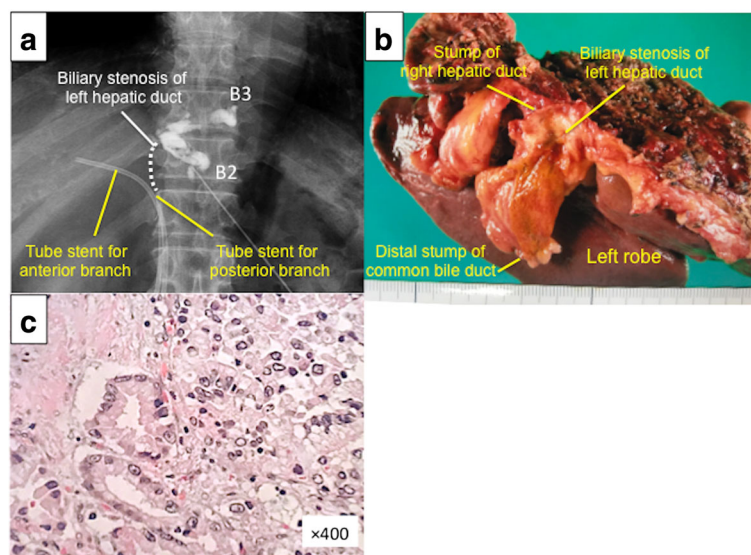 a
Biliary stenosis of
left hepatic duct
B3
B2
Tube stent for
anterior branch
Tube stent for
posterior branch
b
Stump of
right hepatic duct
Biliary stenosis of
left hepatic duct
Distal stump of
common bile duct
Left robe
c
×400